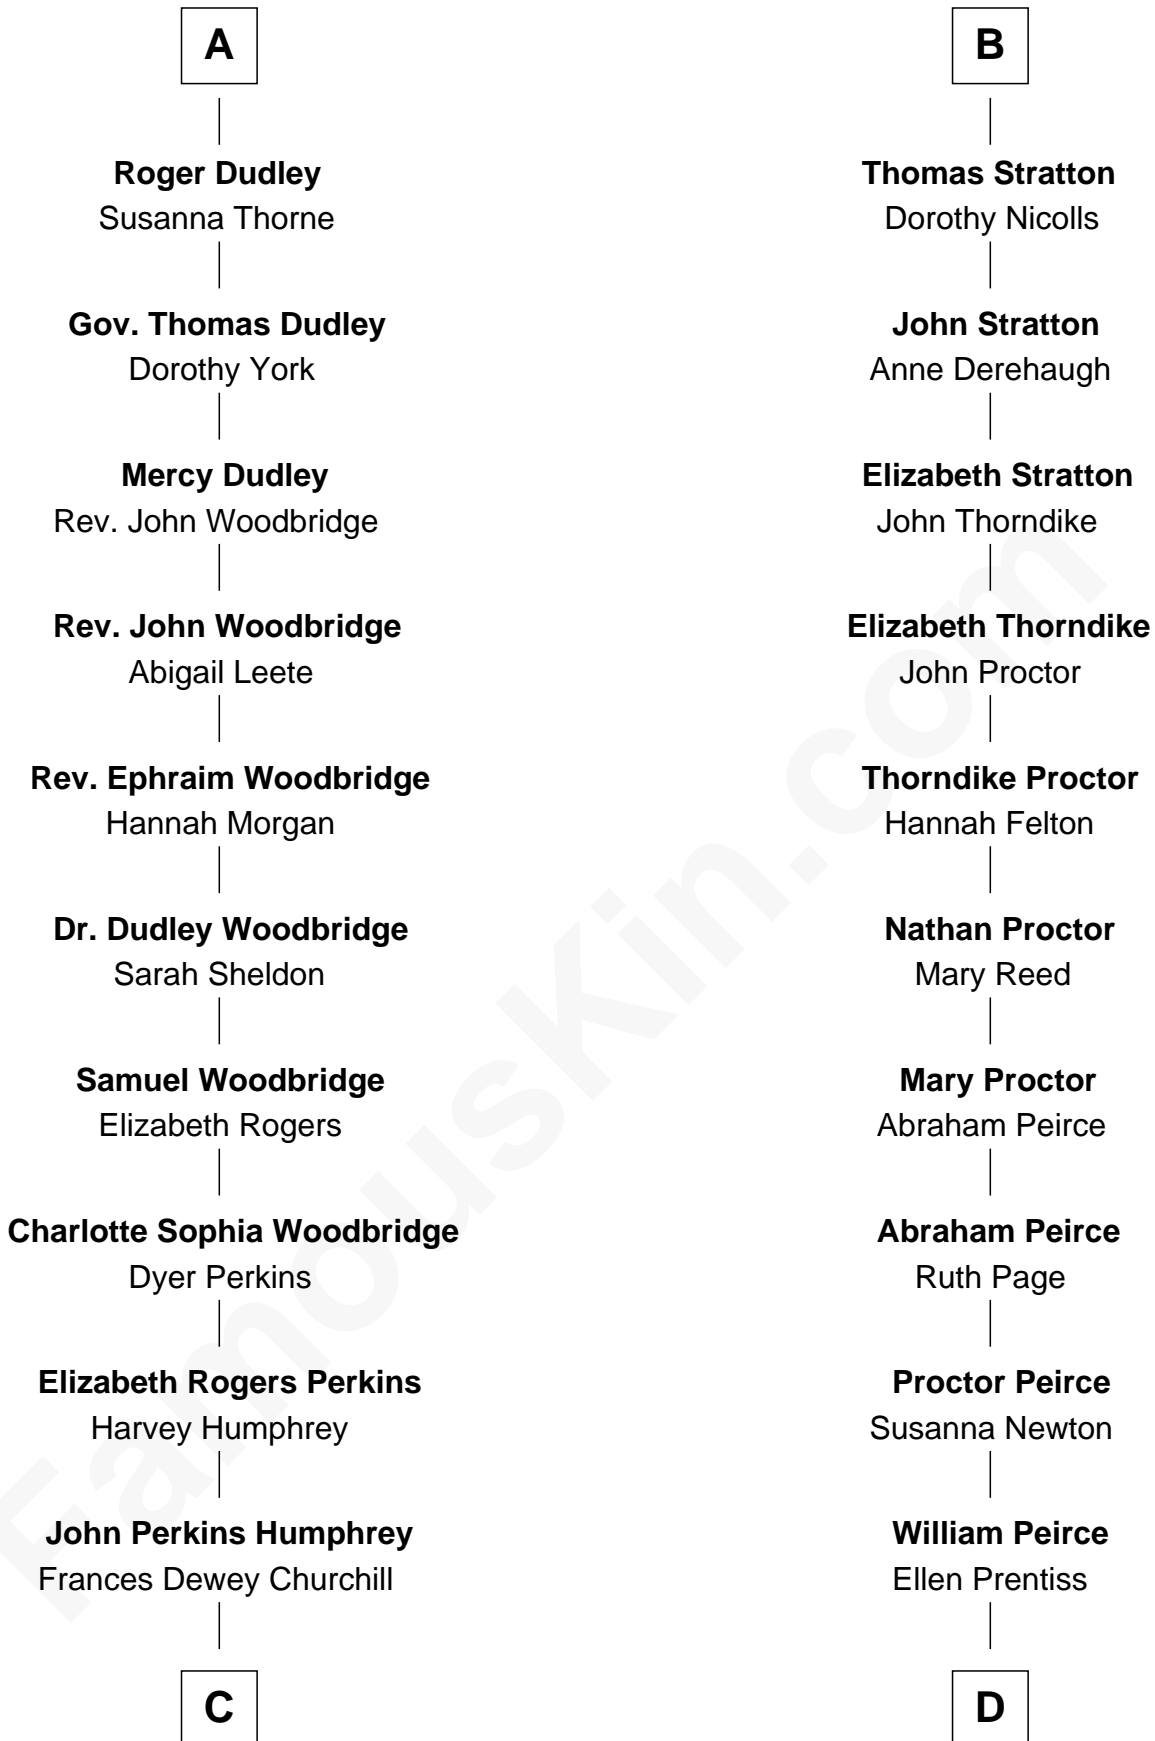 A
Roger Dudley
Susanna Thorne
Gov. Thomas Dudley
Dorothy York
Mercy Dudley
Rev. John Woodbridge
Rev. John Woodbridge
Abigail Leete
Rev. Ephraim Woodbridge
Hannah Morgan
Dr. Dudley Woodbridge
Sarah Sheldon
Samuel Woodbridge
Elizabeth Rogers
Charlotte Sophia Woodbridge
Dyer Perkins
Elizabeth Rogers Perkins
Harvey Humphrey
John Perkins Humphrey
Frances Dewey Churchill
C
B
Thomas Stratton
Dorothy Nicolls
John Stratton
Anne Derehaugh
Elizabeth Stratton
John Thorndike
Elizabeth Thorndike
John Proctor
Thorndike Proctor
Hannah Felton
Nathan Proctor
Mary Reed
Mary Proctor
Abraham Peirce
Abraham Peirce
Ruth Page
Proctor Peirce
Susanna Newton
William Peirce
Ellen Prentiss
D
FamousKin.com